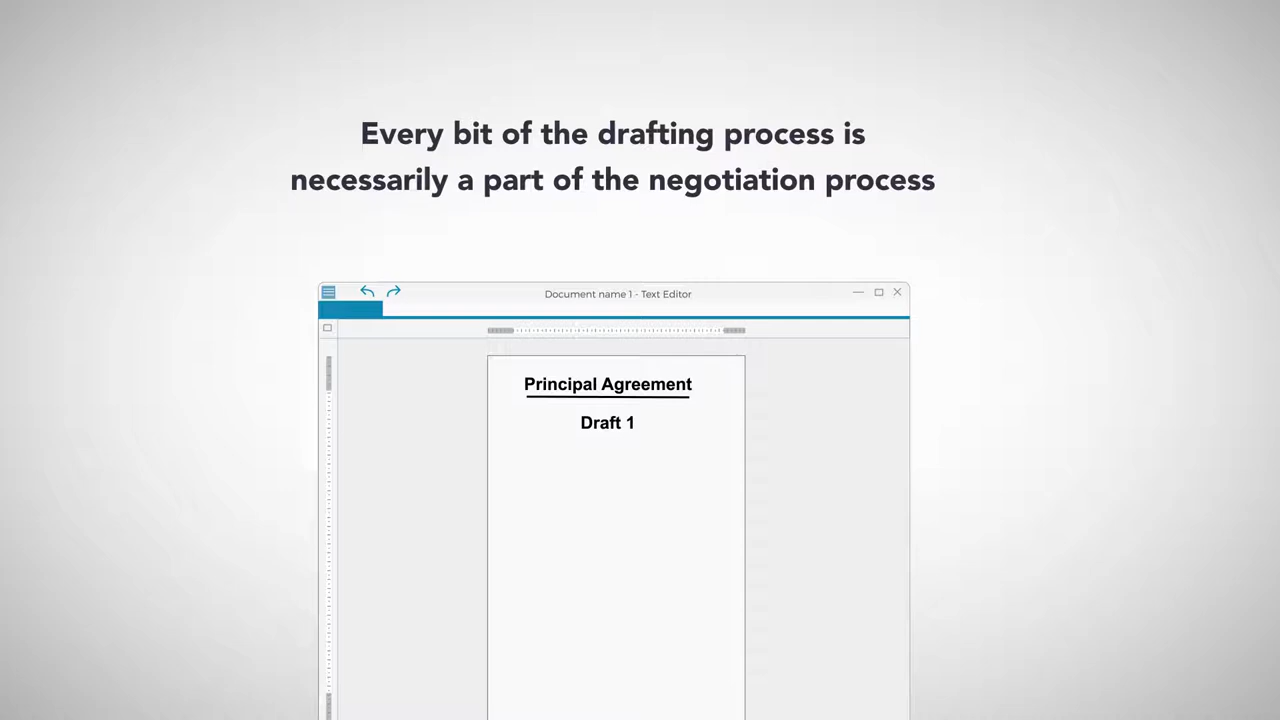 Every bit of the drafting process is
necessarily a part of the negotiation process
Document name 1 - Text Editor
Principal Agreement
Draft 1